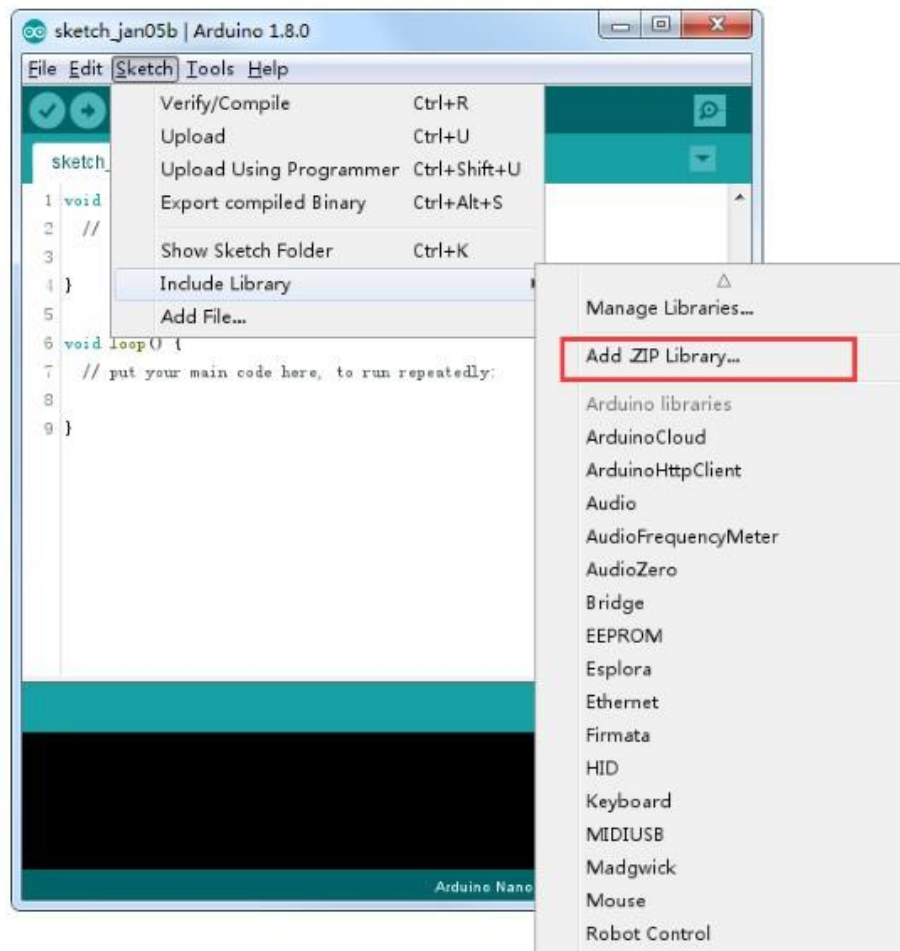 sketch_jan05b | Arduino 1.8.0
File Edit Sketch Tools Help
Verify/Compile Ctrl+R
Upload Ctrl+U
Upload Using Programmer Ctrl+Shift+U
Export compiled Binary Ctrl+Alt+S
Show Sketch Folder Ctrl+K
Include Library
Add File...
sketch_
1 void
2 //
3
4 }
5
6 void loop() {
7 // put your main code here, to run repeatedly:
8
9 }
Manage Libraries...
Add .ZIP Library...
Arduino libraries
ArduinoCloud
ArduinoHttpClient
Audio
AudioFrequencyMeter
AudioZero
Bridge
EEPROM
Esplora
Ethernet
Firmata
HID
Keyboard
MIDIUSB
Madgwick
Mouse
Robot Control
Arduino Nano